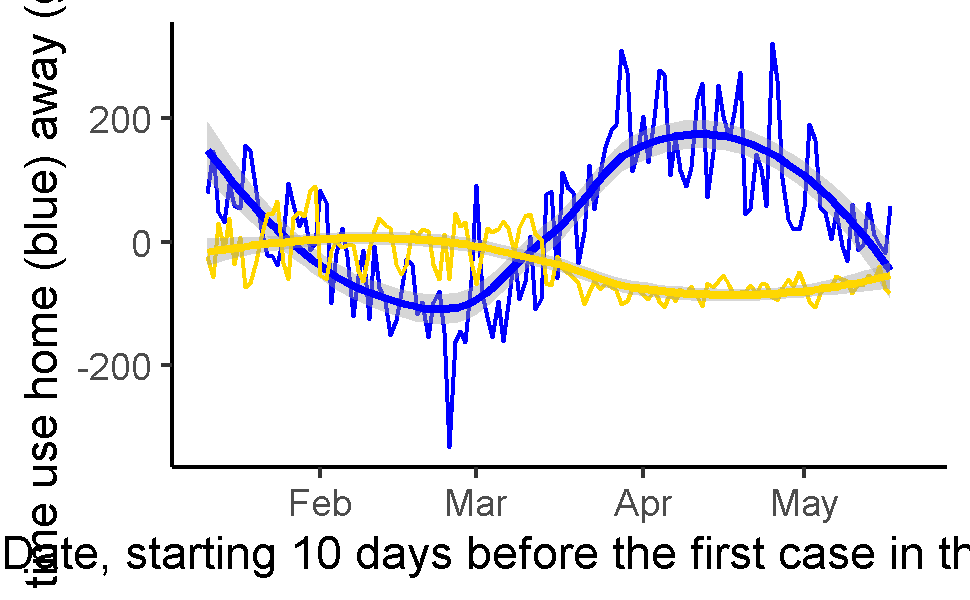 time use home (blue) away (
200
0
-200
Feb Mar Apr May
Date, starting 10 days before the first case in th